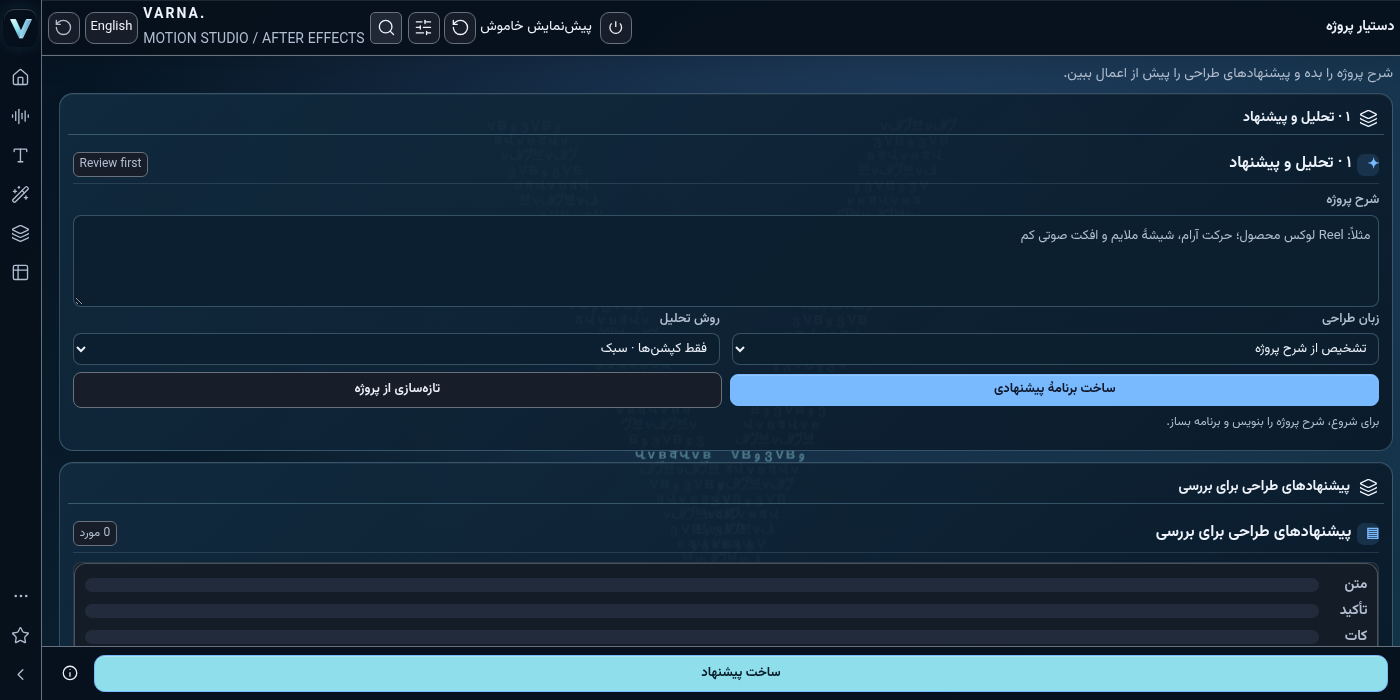 دستیار پروژه
پیش‌نمایش خاموش
VARNA.
MOTION STUDIO / AFTER EFFECTS
English
شرح پروژه را بده و پیشنهادهای طراحی را پیش از اعمال ببین.
۱ · تحلیل و پیشنهاد
۱ · تحلیل و پیشنهاد
Review first
شرح پروژه
مثلاً: Reel لوکس محصول؛ حرکت آرام، شیشهٔ ملایم و افکت صوتی کم
زبان طراحی
روش تحلیل
تشخیص از شرح پروژه
فقط کپشن‌ها · سبک
ساخت برنامهٔ پیشنهادی
تازه‌سازی از پروژه
برای شروع، شرح پروژه را بنویس و برنامه بساز.
پیشنهادهای طراحی برای بررسی
پیشنهادهای طراحی برای بررسی
0 مورد
متن
تأکید
کات
ساخت پیشنهاد